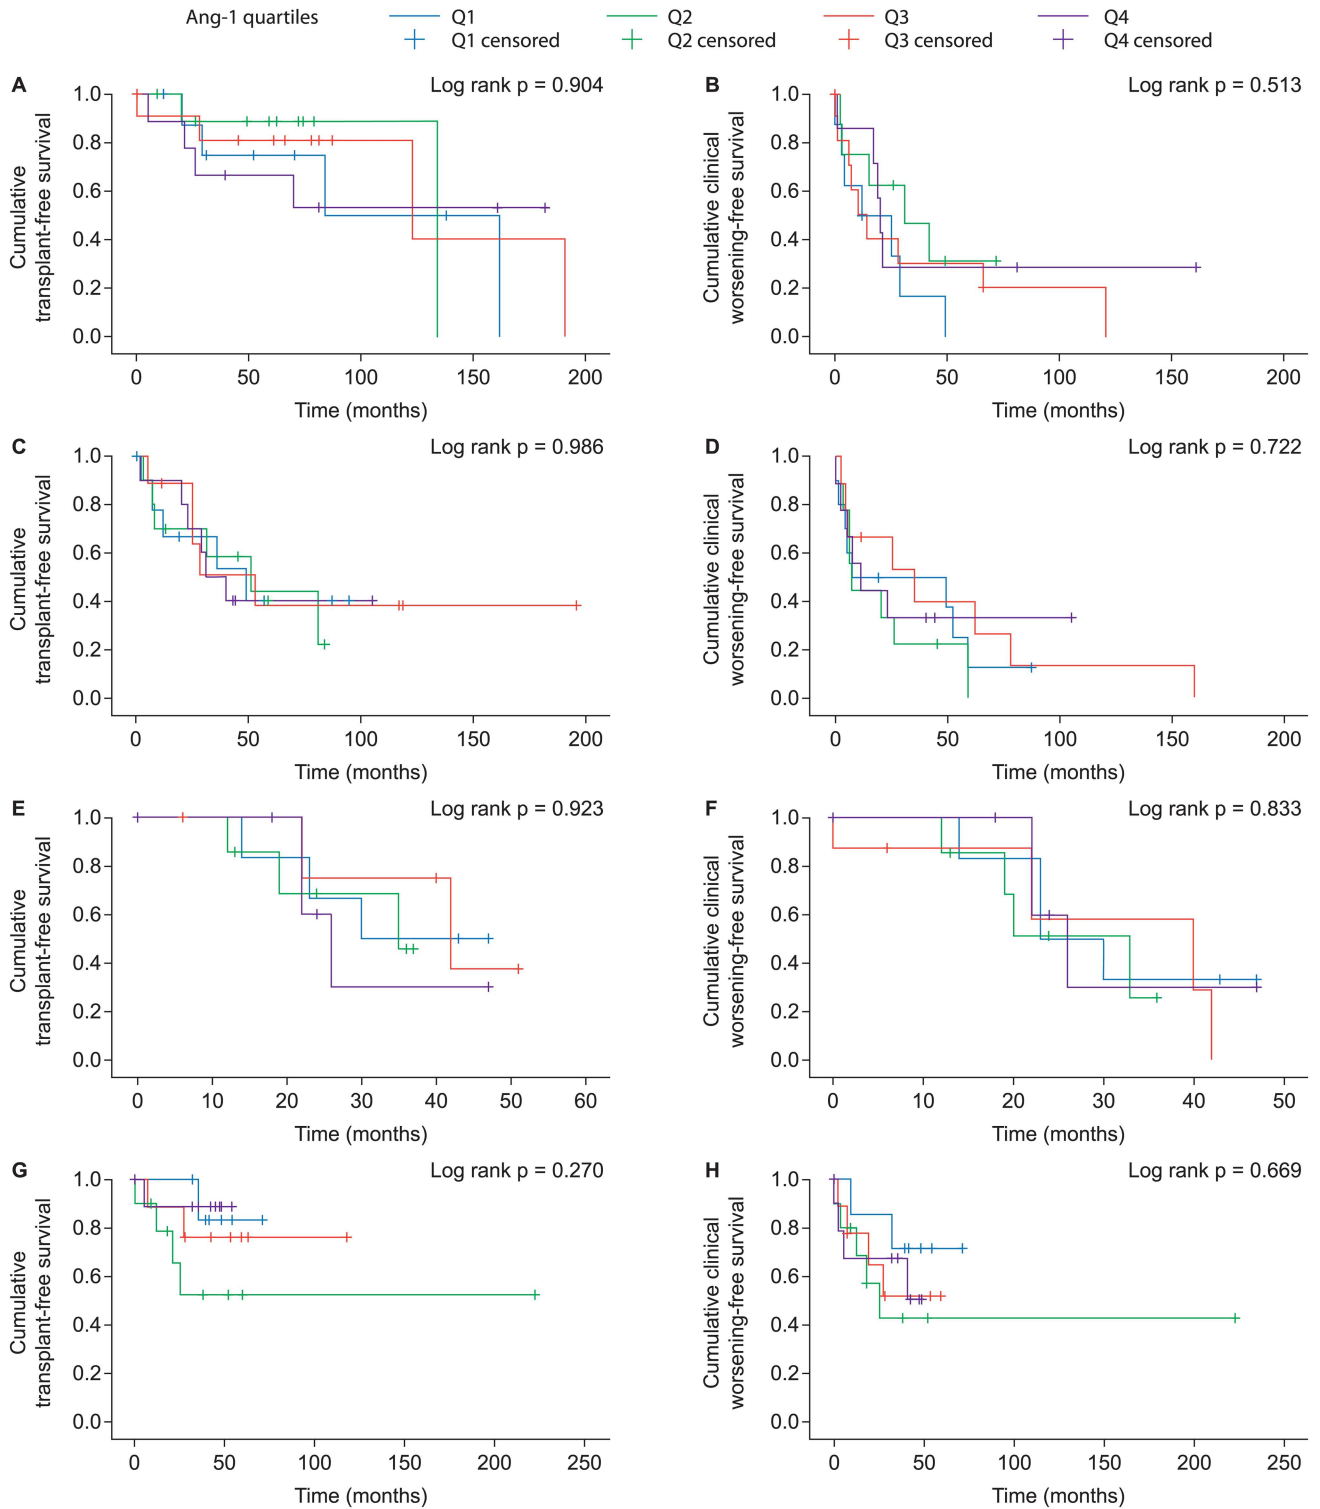 Ang-1 quartiles Q1 Q2 Q3 Q4
Q1 censored Q2 censored Q3 censored Q4 censored
A Log rank p = 0.904
Cumulative
transplant-free survival
1.0
0.8
0.6
0.4
0.2
0.0
0 50 100 150 200
Time (months)
B Log rank p = 0.513
Cumulative clinical
worsening-free survival
1.0
0.8
0.6
0.4
0.2
0.0
0 50 100 150 200
Time (months)
C Log rank p = 0.986
Cumulative
transplant-free survival
1.0
0.8
0.6
0.4
0.2
0.0
0 50 100 150 200
Time (months)
D Log rank p = 0.722
Cumulative clinical
worsening-free survival
1.0
0.8
0.6
0.4
0.2
0.0
0 50 100 150 200
Time (months)
E Log rank p = 0.923
Cumulative
transplant-free survival
1.0
0.8
0.6
0.4
0.2
0.0
0 10 20 30 40 50 60
Time (months)
F Log rank p = 0.833
Cumulative clinical
worsening-free survival
1.0
0.8
0.6
0.4
0.2
0.0
0 10 20 30 40 50
Time (months)
G Log rank p = 0.270
Cumulative
transplant-free survival
1.0
0.8
0.6
0.4
0.2
0.0
0 50 100 150 200 250
Time (months)
H Log rank p = 0.669
Cumulative clinical
worsening-free survival
1.0
0.8
0.6
0.4
0.2
0.0
0 50 100 150 200 250
Time (months)